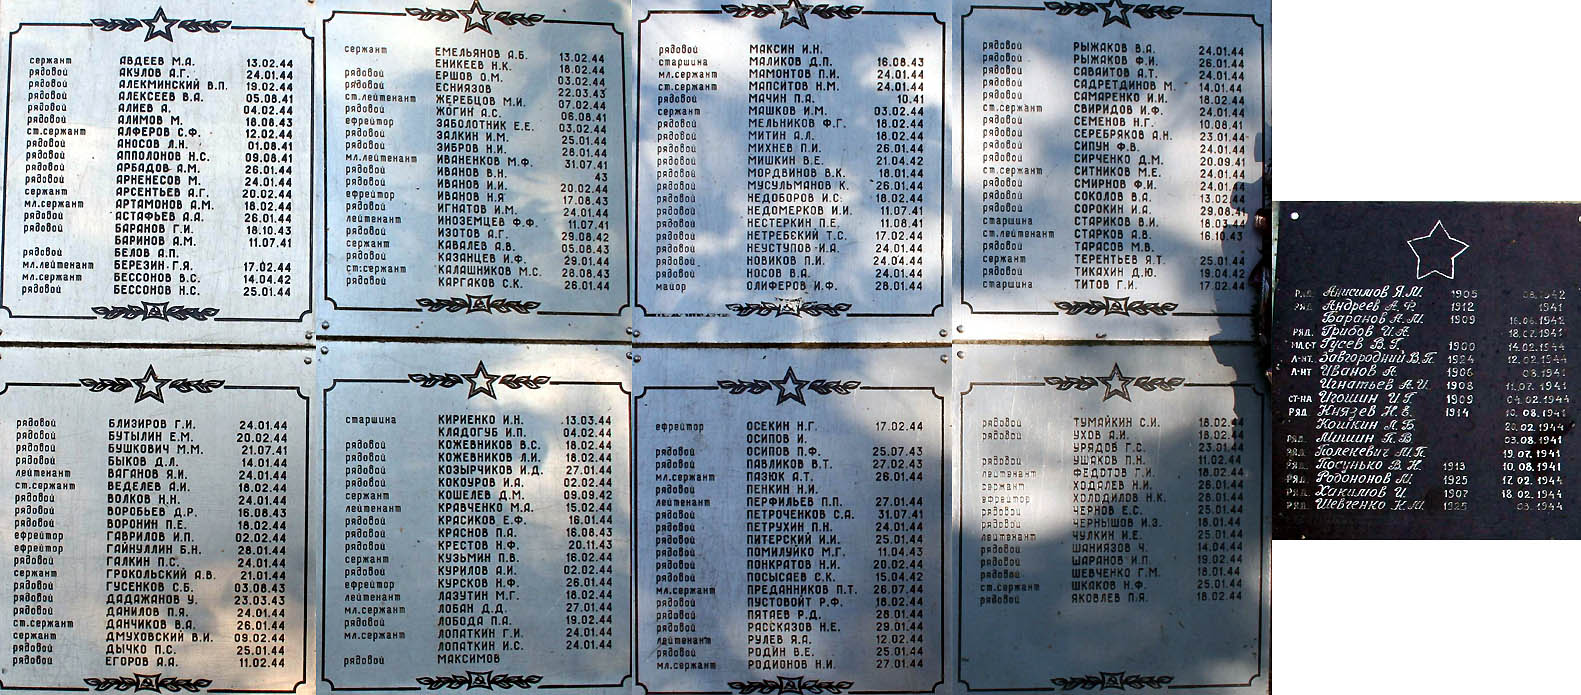 сержант АВДЕЕВ М.А. 13.02.44
рядовой АКУЛОВ А.Г. 24.01.44
рядовой АЛЕКМИНСКИЙ В.П. 19.02.44
рядовой АЛЕКСЕЕВ В.А. 05.08.41
рядовой АЛИЕВ А. 04.02.44
рядовой АЛИМОВ М. 18.08.43
ст.сержант АЛФЕРОВ С.Ф. 12.02.44
рядовой АНОСОВ Л.Н. 01.08.41
рядовой АППОЛОНОВ Н.С. 09.08.41
рядовой АРБАДОВ А.М. 26.01.44
рядовой АРНЕНЕСОВ М. 24.01.44
сержант АРСЕНТЬЕВ А.Г. 20.02.44
мл.сержант АРТАМОНОВ А.М. 18.02.44
рядовой АСТАФЬЕВ А.А. 26.01.44
рядовой БАРАНОВ Г.И. 18.10.43
БАРИНОВ А.М. 11.07.41
рядовой БЕЛОВ А.П.
мл.лейтенант БЕРЕЗИН Г.Я. 17.02.44
мл.сержант БЕССОНОВ В.С. 14.04.42
рядовой БЕССОНОВ Н.С. 25.01.44
сержант ЕМЕЛЬЯНОВ А.Б. 13.02.44
ЕНИКЕЕВ Н.К. 18.02.44
рядовой ЕРШОВ О.М. 03.02.44
рядовой ЕСНИЯЗОВ 22.03.43
ст.лейтенант ЖЕРЕБЦОВ М.И. 07.02.44
ЖОГИН А.С. 06.08.41
ефрейтор ЗАБОЛОТНИК Е.Е. 03.02.44
рядовой ЗАЛКИН И.М. 25.01.44
рядовой ЗИБРОВ Н.И. 28.01.44
мл.лейтенант ИВАНЕНКОВ М.Ф. 31.07.41
рядовой ИВАНОВ В.Н. 43
рядовой ИВАНОВ И.И. 20.02.44
ефрейтор ИВАНОВ Н.Я 17.08.43
рядовой ИГНАТОВ И.М. 24.01.44
лейтенант ИНОЗЕМЦЕВ Ф.Ф. 11.07.41
рядовой ИЗОТОВ А.Г. 29.08.42
сержант КАВАЛЕВ А.В. 05.08.43
рядовой КАЗАНЦЕВ И.Ф. 29.01.44
ст.сержант КАЛАШНИКОВ М.С. 28.08.43
рядовой КАРГАКОВ С.К. 26.01.44
рядовой МАКСИН И.Н.
старшина МАЛИКОВ Д.П. 16.08.43
мл.сержант МАМОНТОВ П.И. 24.01.44
ст.сержант МАПСИТОВ Н.М. 24.01.44
рядовой МАЧИН П.А. 10.41
сержант МАШКОВ И.М. 03.02.44
рядовой МЕЛЬНИКОВ Ф.Г. 18.02.44
рядовой МИТИН А.Л. 18.02.44
рядовой МИХНЕВ П.И. 26.01.44
рядовой МИШКИН В.Е. 21.04.42
рядовой МОРДВИНОВ В.К. 18.01.44
рядовой МУСУЛЬМАНОВ К. 26.01.44
рядовой НЕДОБОРОВ И.С. 18.02.44
рядовой НЕДОМЕРКОВ И.И. 11.07.41
рядовой НЕСТЕРКИН П.Е. 11.08.41
рядовой НЕТРЕБСКИЙ Т.С. 17.02.44
рядовой НЕУСТУПОВ И.А. 24.01.44
рядовой НОВИКОВ П.И. 24.04.44
рядовой НОСОВ В.А. 24.01.44
майор ОЛИФЕРОВ И.Ф. 28.01.44
рядовой РЫЖАКОВ В.А. 24.01.44
рядовой РЫЖАКОВ Ф.И. 26.01.44
рядовой САВАИТОВ А.Т. 24.01.44
рядовой САДРЕТДИНОВ М. 14.01.44
рядовой САМАРЕНКО И.И. 18.02.44
ст.сержант СВИРИДОВ И.Ф. 24.01.44
рядовой СЕМЕНОВ Н.Г. 10.08.41
рядовой СЕРЕБРЯКОВ А.Н. 23.01.44
рядовой СИПУН Ф.В. 24.01.44
рядовой СИРЧЕНКО Д.М. 20.09.41
ст.сержант СИТНИКОВ М.Е. 24.01.44
рядовой СМИРНОВ Ф.И. 24.01.44
рядовой СОКОЛОВ В.А. 13.02.44
рядовой СОРОКИН И.А. 29.08.41
старшина СТАРИКОВ В.И. 18.03.44
ст.лейтенант СТАРКОВ А.В. 16.10.43
рядовой ТАРАСОВ М.В.
мл.сержант ТЕРЕНТЬЕВ Я.Т. 25.01.44
рядовой ТИКАХИН Д.Ю. 19.04.42
старшина ТИТОВ Г.И. 17.02.44
рядовой БЛИЗИРОВ Г.И. 24.01.44
рядовой БУТЫЛИН Е.М. 20.02.44
рядовой БУШКОВИЧ М.М. 21.07.41
рядовой БЫКОВ Д.Л. 14.01.44
лейтенант ВАГАНОВ Я.И. 24.01.44
ст.сержант ВЕДЕЛЕВ А.И. 18.02.44
рядовой ВОЛКОВ Н.Н. 24.01.44
рядовой ВОРОБЬЕВ Д.Р. 16.08.43
рядовой ВОРОНИН П.Е. 18.02.44
ефрейтор ГАВРИЛОВ И.П. 02.02.44
ефрейтор ГАЙНУЛЛИН Б.Н. 28.01.44
рядовой ГАЛКИН П.С. 24.01.44
сержант ГРОКОЛЬСКИЙ А.В. 21.01.44
рядовой ГУСЕНКОВ С.Б. 03.08.43
рядовой ДАДАЖАНОВ У. 23.03.43
рядовой ДАНИЛОВ П.Я. 24.01.44
ст.сержант ДАНЧИКОВ В.А. 26.01.44
сержант ДМУХОВСКИЙ В.И. 09.02.44
рядовой ДЫЧКО П.С. 25.01.44
рядовой ЕГОРОВ А.А. 11.02.44
старшина КИРИЕНКО И.Н. 13.03.44
КЛАДОГУБ И.П. 04.02.44
рядовой КОЖЕВНИКОВ В.С. 18.02.44
рядовой КОЖЕВНИКОВ Л.И. 18.02.44
рядовой КОЗЫРЧИКОВ И.Д. 27.01.44
рядовой КОКОУРОВ И.А. 02.02.44
сержант КОШЕЛЕВ Д.М. 09.09.42
лейтенант КРАВЧЕНКО М.А. 15.02.44
рядовой КРАСИКОВ Е.Ф. 16.01.44
рядовой КРАСНОВ П.А. 16.08.43
рядовой КРЕСТОВ Н.Ф. 20.11.43
сержант КУЗЬМИН П.В. 16.02.44
рядовой КУРИЛОВ А.И. 02.02.44
ефрейтор КУРСКОВ Н.Ф. 26.01.44
рядовой ЛАЗУТИН М.Г. 18.02.44
мл.сержант ЛОБАН Д.Д. 27.01.44
рядовой ЛОБОДА П.А. 19.02.44
мл.сержант ЛОПАТКИН Г.И. 24.01.44
ЛОПАТКИН И.С. 24.01.44
рядовой МАКСИМОВ
ефрейтор ОСЕКИН Н.Г. 17.02.44
ОСИПОВ И.
рядовой ОСИПОВ П.Ф. 25.07.43
рядовой ПАВЛИКОВ В.Т. 27.02.43
мл.сержант ПАЗЮК А.Т. 26.01.44
рядовой ПЕНКИН Н.И.
лейтенант ПЕРФИЛЬЕВ П.П. 27.01.44
рядовой ПЕТРОЧЕНКОВ С.А. 31.07.41
рядовой ПЕТРУХИН П.Н. 24.01.44
рядовой ПИТЕРСКИЙ И.И. 25.01.44
рядовой ПОМИЛУЙКО М.Г. 11.04.43
рядовой ПОНКРАТОВ Н.И. 20.02.44
рядовой ПОСЫСАЕВ С.К. 15.04.42
мл.сержант ПРЕДАННИКОВ П.Т. 26.07.44
рядовой ПУСТОВОЙТ Р.Ф. 18.02.44
рядовой ПЯТАЕВ Р.Д. 28.01.44
рядовой РАССКАЗОВ Н.Е. 29.01.44
лейтенант РУЛЕВ Я.А. 12.02.44
рядовой РОДИН В.Е. 25.01.44
мл.сержант РОДИОНОВ Н.И. 27.01.44
рядовой ТУМАЙКИН С.И. 18.02.44
рядовой УХОВ А.И. 18.02.44
УРЯДОВ Г.С. 23.01.44
рядовой УШАКОВ П.Н. 11.02.44
лейтенант ФЕДОТОВ Г.И. 18.02.44
сержант ХОДАЛЕВ Н.И. 26.01.44
ефрейтор ХОЛОДИЛОВ Н.К. 28.01.44
рядовой ЧЕРНОВ Е.С. 25.01.44
рядовой ЧЕРНЫШОВ И.З. 18.01.44
лейтенант ЧУЛКИН И.Е. 25.01.44
рядовой ШАНИЯЗОВ Ч. 14.04.44
рядовой ШАРАНОВ И.П. 19.02.44
рядовой ШЕВЧЕНКО Г.М. 18.01.44
ст.сержант ШКАКОВ Н.Ф. 25.01.44
рядовой ЯКОВЛЕВ П.Я. 18.02.44
РЯД. Анисимов Я.М. 1905 08.1942
РЯД. Андреев А.Ф. 1912 1941
Баранов А.М. 1909 16.06.1942
РЯД. Грибов И.А. 18.07.1941
МЛ.С-Т Гусев В.Г. 1900 14.02.1944
Л-НТ. Завгородний В.П. 1924 12.02.1944
Л-НТ Иванов А. 1906 08.1941
Игнатьев А.И. 1908 11.07.1941
СТ-НА Игошин И.Г. 1909 04.02.1944
РЯД. Князев Н.Е. 1914 10.08.1941
Кошкин Л.Б. 20.02.1944
РЯД. Мишин П.В. 03.08.1941
РЯД. Полекевич М.П. 19.07.1941
РЯД. Посунько В.Н. 1913 10.08.1941
РЯД. Родононов М. 1925 17.02.1944
РЯД. Хакимов И. 1907 18.02.1944
РЯД. Шевченко К.М. 1925 03.1944